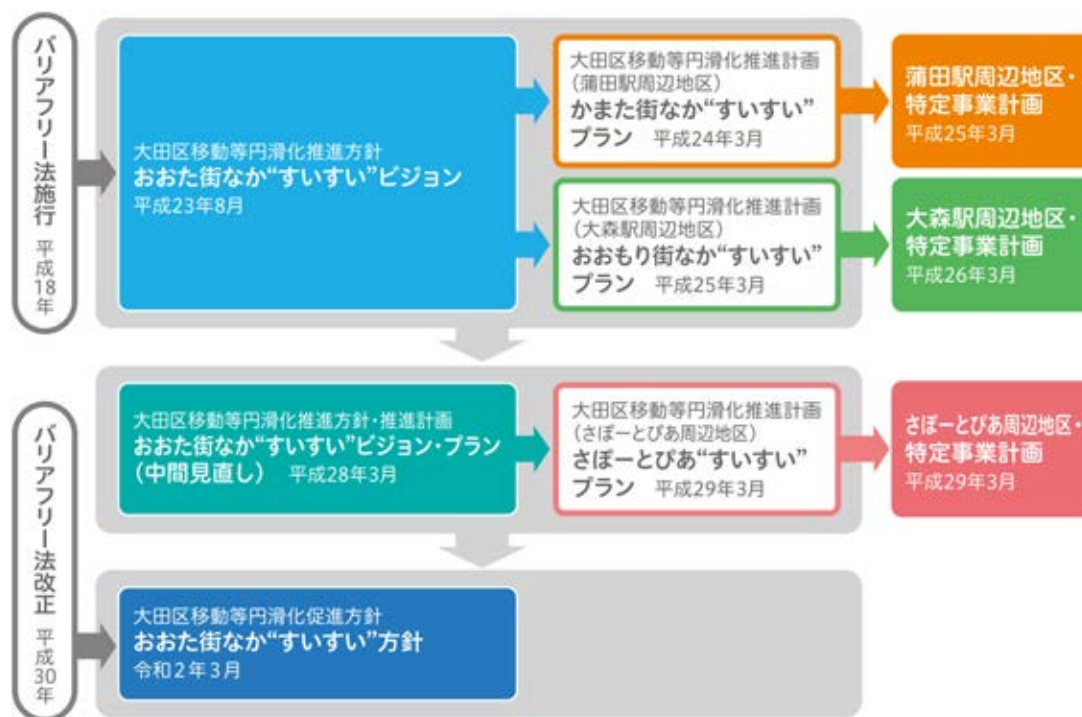 バリアフリー法施行 平成18年
大田区移動等円滑化推進方針
おおた街なか“すいすい”ビジョン
平成23年8月
大田区移動等円滑化推進計画
(蒲田駅周辺地区)
かまた街なか“すいすい”
プラン 平成24年3月
蒲田駅周辺地区・
特定事業計画
平成25年3月
大田区移動等円滑化推進計画
(大森駅周辺地区)
おおもり街なか“すいすい”
プラン 平成25年3月
大森駅周辺地区・
特定事業計画
平成26年3月
大田区移動等円滑化推進方針・推進計画
おおた街なか“すいすい”ビジョン・プラン
(中間見直し) 平成28年3月
大田区移動等円滑化推進計画
(さぽーとぴあ周辺地区)
さぽーとぴあ“すいすい”
プラン 平成29年3月
さぽーとぴあ周辺地区・
特定事業計画
平成29年3月
バリアフリー法改正 平成30年
大田区移動等円滑化促進方針
おおた街なか“すいすい”方針
令和2年3月